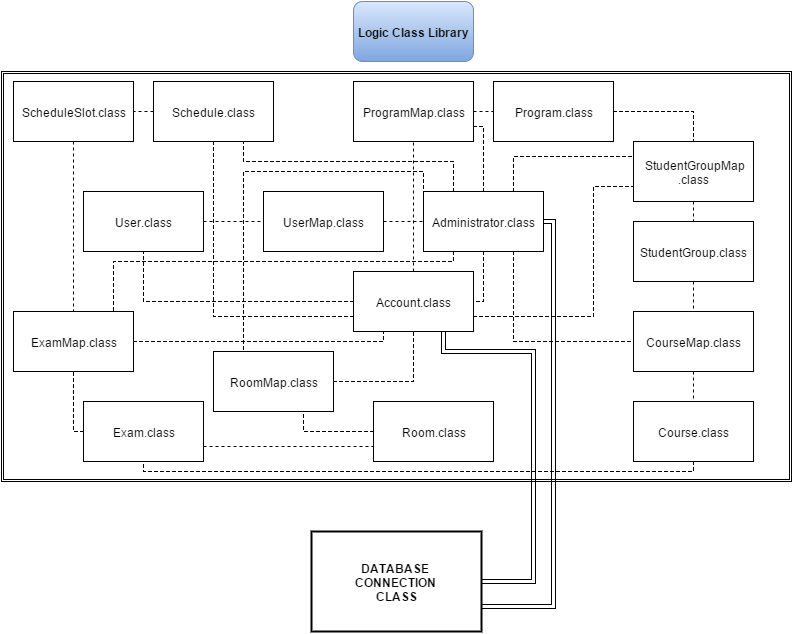 Logic Class Library
ScheduleSlot.class
Schedule.class
ProgramMap.class
Program.class
StudentGroupMap
.class
User.class
UserMap.class
Administrator.class
StudentGroup.class
Account.class
ExamMap.class
CourseMap.class
RoomMap.class
Exam.class
Room.class
Course.class
DATABASE
CONNECTION
CLASS